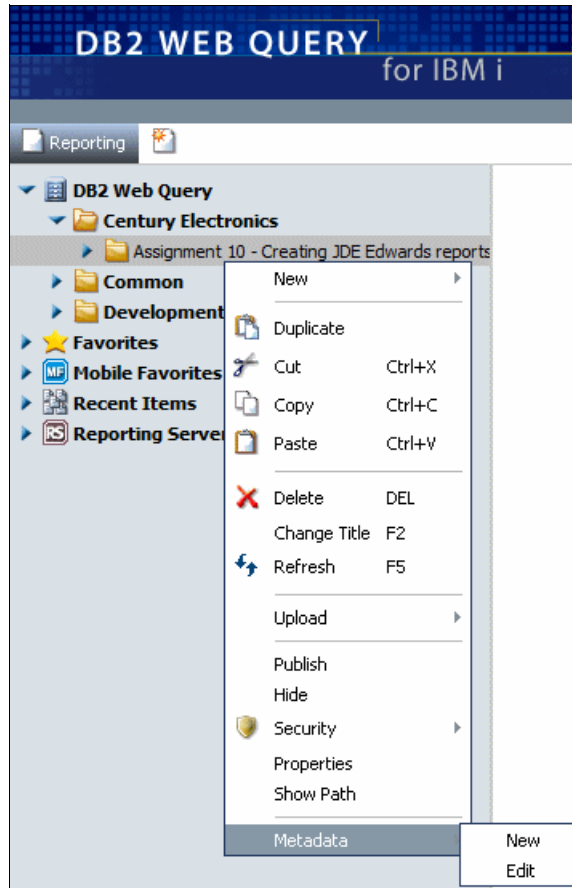 DB2 WEB QUERY
for IBM i
Reporting
DB2 Web Query
Century Electronics
Assignment 10 - Creating JDE Edwards reports
Common
Development
Favorites
MF Mobile Favorites
Recent Items
RS Reporting Server
New
Duplicate
Cut Ctrl+X
Copy Ctrl+C
Paste Ctrl+V
Delete DEL
Change Title F2
Refresh F5
Upload
Publish
Hide
Security
Properties
Show Path
Metadata
New
Edit